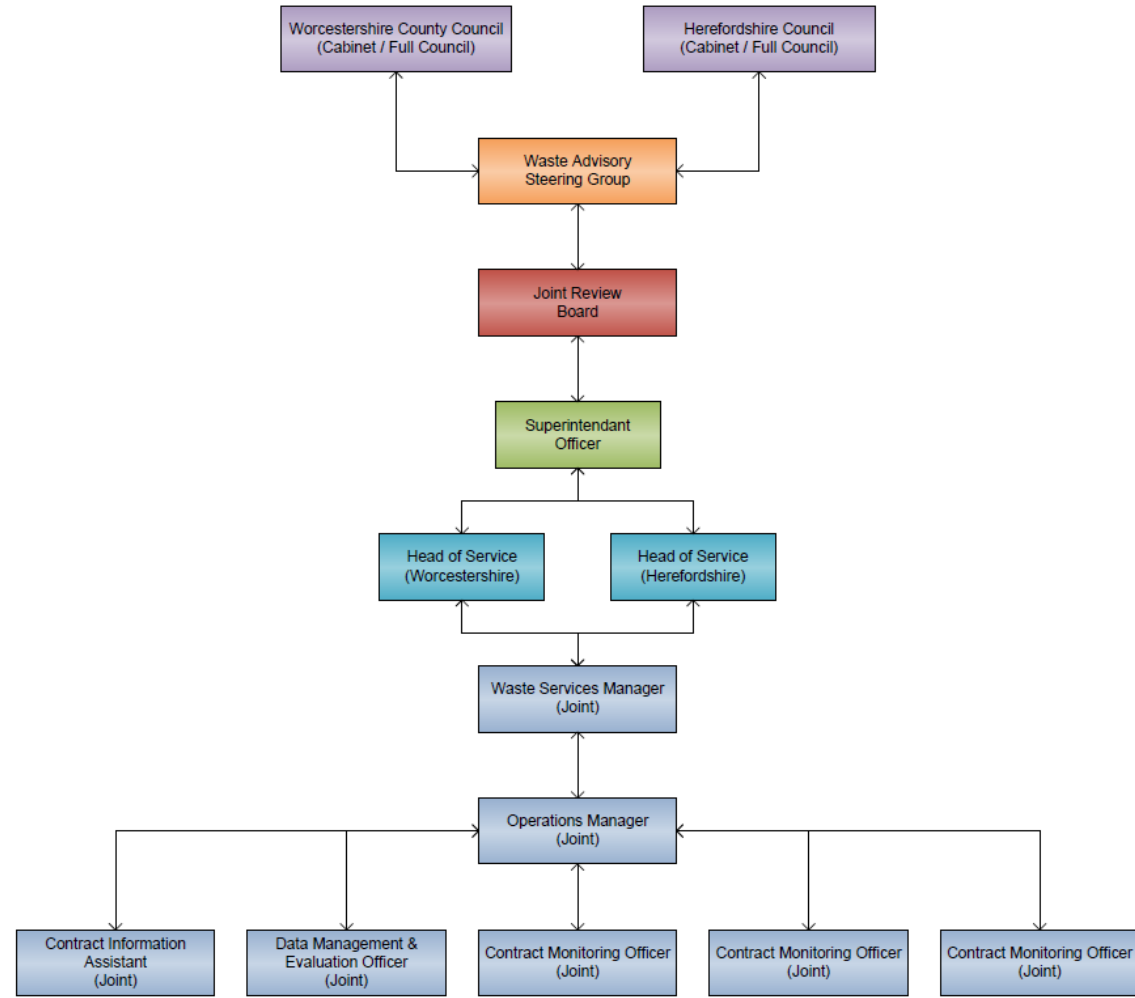 Worcestershire County Council
(Cabinet / Full Council)
Herefordshire Council
(Cabinet / Full Council)
Waste Advisory
Steering Group
Joint Review
Board
Superintendant
Officer
Head of Service
(Worcestershire)
Head of Service
(Herefordshire)
Waste Services Manager
(Joint)
Operations Manager
(Joint)
Contract Information
Assistant
(Joint)
Data Management &
Evaluation Officer
(Joint)
Contract Monitoring Officer
(Joint)
Contract Monitoring Officer
(Joint)
Contract Monitoring Officer
(Joint)